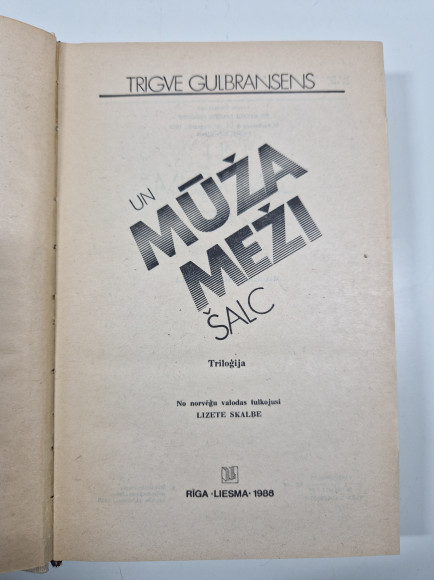 TRIGVE GULBRANSENS
UN
MŪŽA
MEŽI
ŠALC
Triloģija
No norvēģu valodas tulkojusi
LIZETE SKALBE
RĪGA · LIESMA · 1988